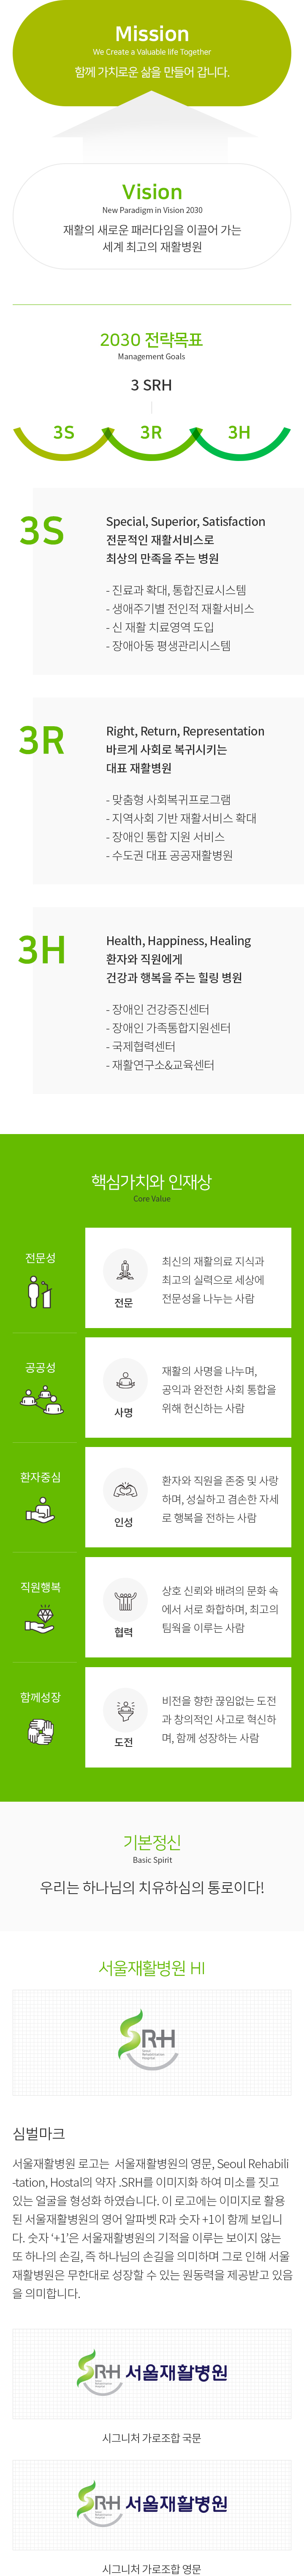 Mission
We Create a Valuable life Together
함께 가치로운 삶을 만들어 갑니다.
Vision
New Paradigm in Vision 2030
재활의 새로운 패러다임을 이끌어 가는
세계 최고의 재활병원
2030 전략목표
Management Goals
3 SRH
3S
3R
3H
3S
Special, Superior, Satisfaction
전문적인 재활서비스로
최상의 만족을 주는 병원
- 진료과 확대, 통합진료시스템
- 생애주기별 전인적 재활서비스
- 신 재활 치료영역 도입
- 장애아동 평생관리시스템
3R
Right, Return, Representation
바르게 사회로 복귀시키는
대표 재활병원
- 맞춤형 사회복귀프로그램
- 지역사회 기반 재활서비스 확대
- 장애인 통합 지원 서비스
- 수도권 대표 공공재활병원
3H
Health, Happiness, Healing
환자와 직원에게
건강과 행복을 주는 힐링 병원
- 장애인 건강증진센터
- 장애인 가족통합지원센터
- 국제협력센터
- 재활연구소&교육센터
핵심가치와 인재상
Core Value
전문성
전문
최신의 재활의료 지식과
최고의 실력으로 세상에
전문성을 나누는 사람
공공성
사명
재활의 사명을 나누며,
공익과 완전한 사회 통합을
위해 헌신하는 사람
환자중심
인성
환자와 직원을 존중 및 사랑
하며, 성실하고 겸손한 자세
로 행복을 전하는 사람
직원행복
협력
상호 신뢰와 배려의 문화 속
에서 서로 화합하며, 최고의
팀웍을 이루는 사람
함께성장
도전
비전을 향한 끊임없는 도전
과 창의적인 사고로 혁신하
며, 함께 성장하는 사람
기본정신
Basic Spirit
우리는 하나님의 치유하심의 통로이다!
서울재활병원 HI
SRH
Seoul
Rehabilitation
Hospital
심벌마크
서울재활병원 로고는 서울재활병원의 영문, Seoul Rehabili
-tation, Hostal의 약자 .SRH를 이미지화 하여 미소를 짓고
있는 얼굴을 형성화 하였습니다. 이 로고에는 이미지로 활용
된 서울재활병원의 영어 알파벳 R과 숫자 +1이 함께 보입니
다. 숫자 ‘+1’은 서울재활병원의 기적을 이루는 보이지 않는
또 하나의 손길, 즉 하나님의 손길을 의미하며 그로 인해 서울
재활병원은 무한대로 성장할 수 있는 원동력을 제공받고 있음
을 의미합니다.
SRH 서울재활병원
시그니처 가로조합 국문
SRH 서울재활병원
시그니처 가로조합 영문